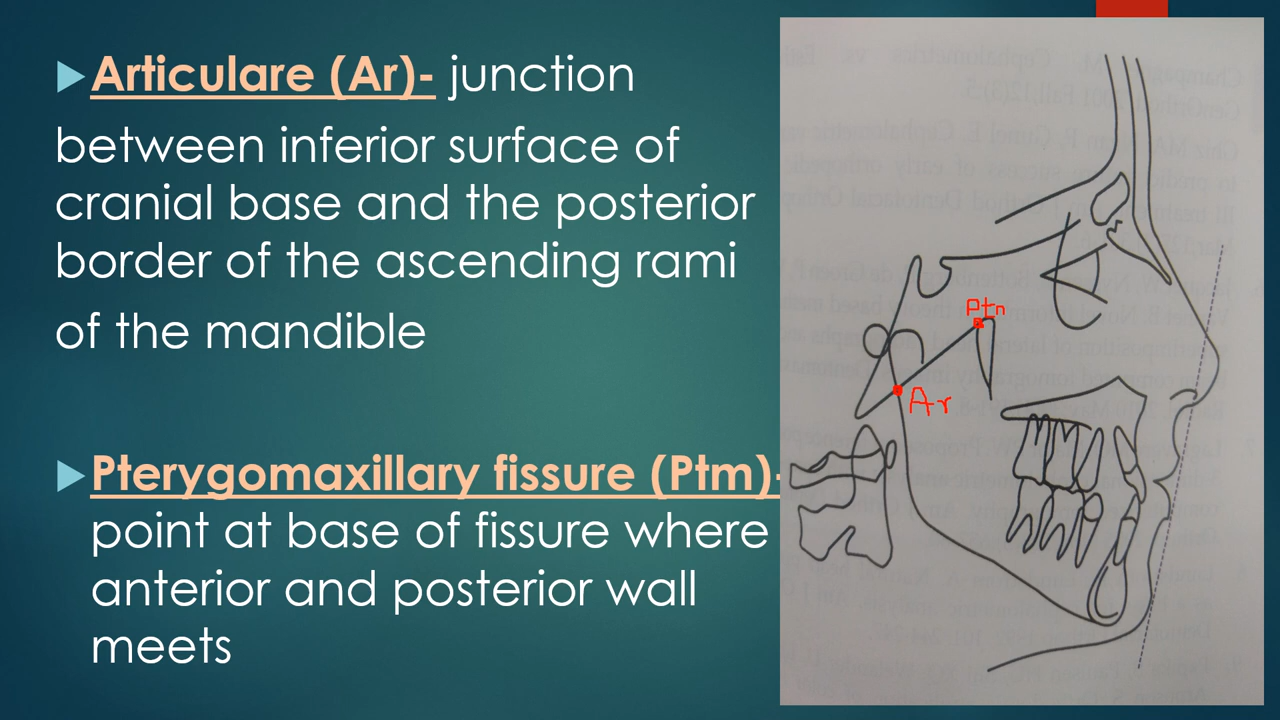 Articulare (Ar)- junction
between inferior surface of
cranial base and the posterior
border of the ascending rami
of the mandible
Pterygomaxillary fissure (Ptm)-
point at base of fissure where
anterior and posterior wall
meets
Ptn
Ar